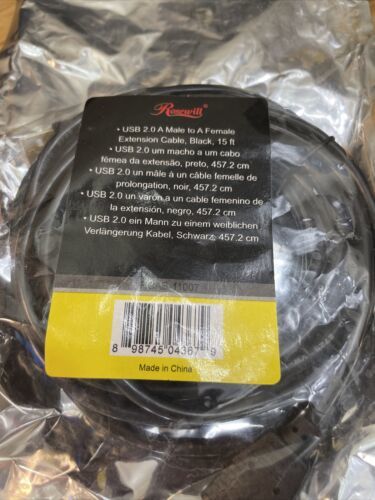 Rosewill
• USB 2.0 A Male to A Female
Extension Cable, Black, 15 ft
• USB 2.0 um macho a um cabo
fêmea da extensão, preto, 457.2 cm
• USB 2.0 un mâle à un câble femelle de
prolongation, noir, 457.2 cm
• USB 2.0 un varón a un cable femenino de
la extensión, negro, 457.2 cm
• USB 2.0 ein Mann zu einem weiblichen
Verlängerung Kabel, Schwarz, 457.2 cm
11007
8 98745 04367 9
Made in China